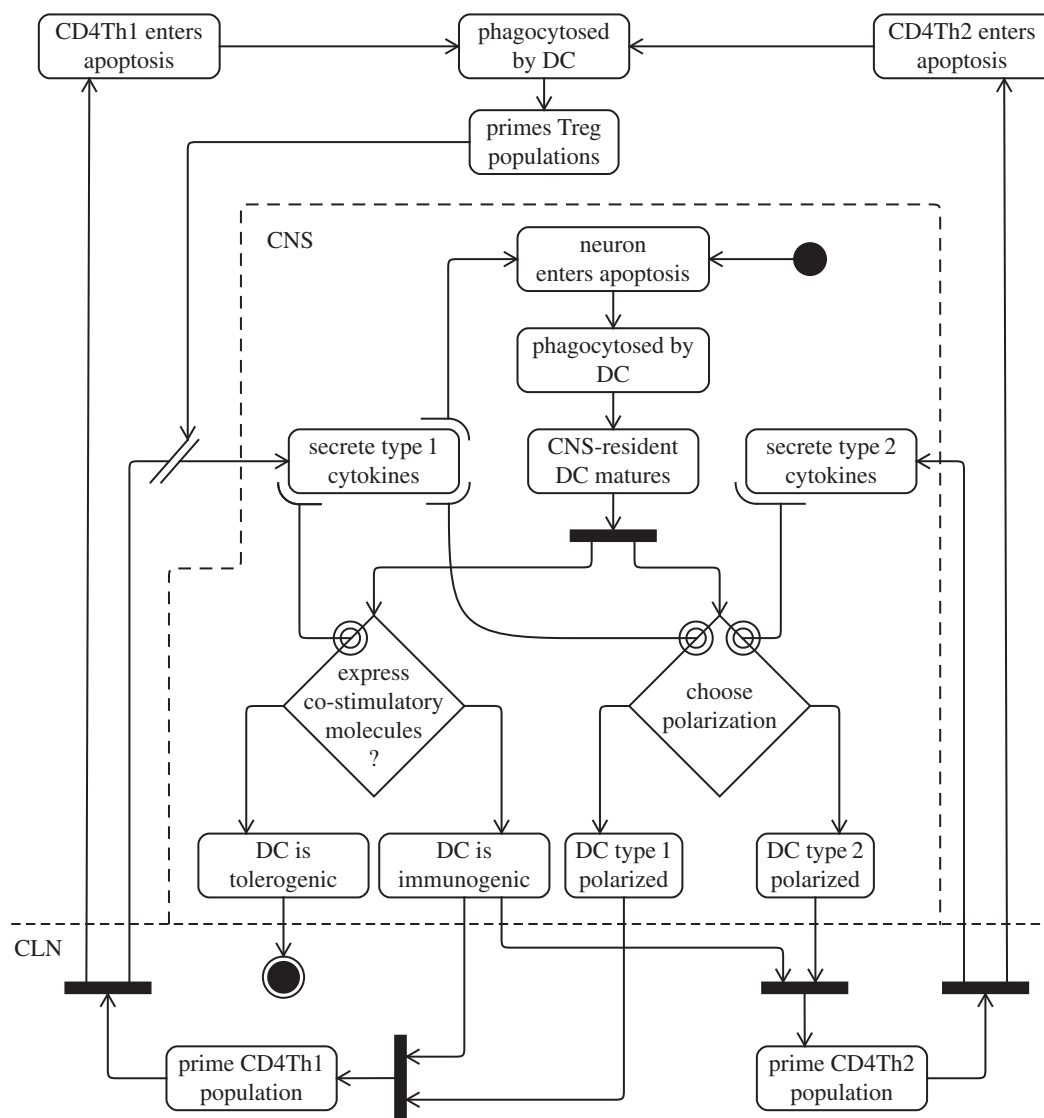 CD4Th1 enters
apoptosis
phagocytosed
by DC
CD4Th2 enters
apoptosis
primes Treg
populations
CNS
neuron
enters apoptosis
phagocytosed by
DC
secrete type 1
cytokines
CNS-resident
DC matures
secrete type 2
cytokines
express
co-stimulatory
molecules
?
choose
polarization
DC is
tolerogenic
DC is
immunogenic
DC type 1
polarized
DC type 2
polarized
CLN
prime CD4Th1
population
prime CD4Th2
population